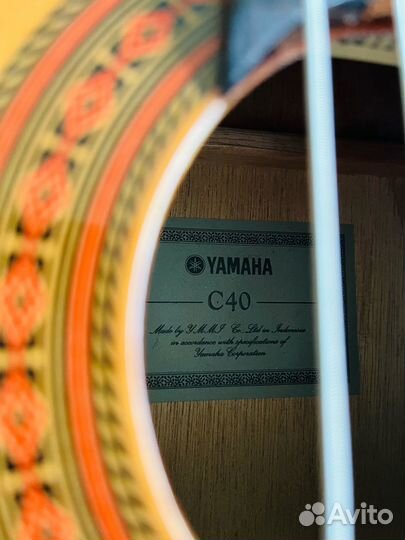 YAMAHA
C40
Made by Y.M.M.I Co., Ltd in Indonesia
in accordance with specifications of
Yamaha Corporation
Avito